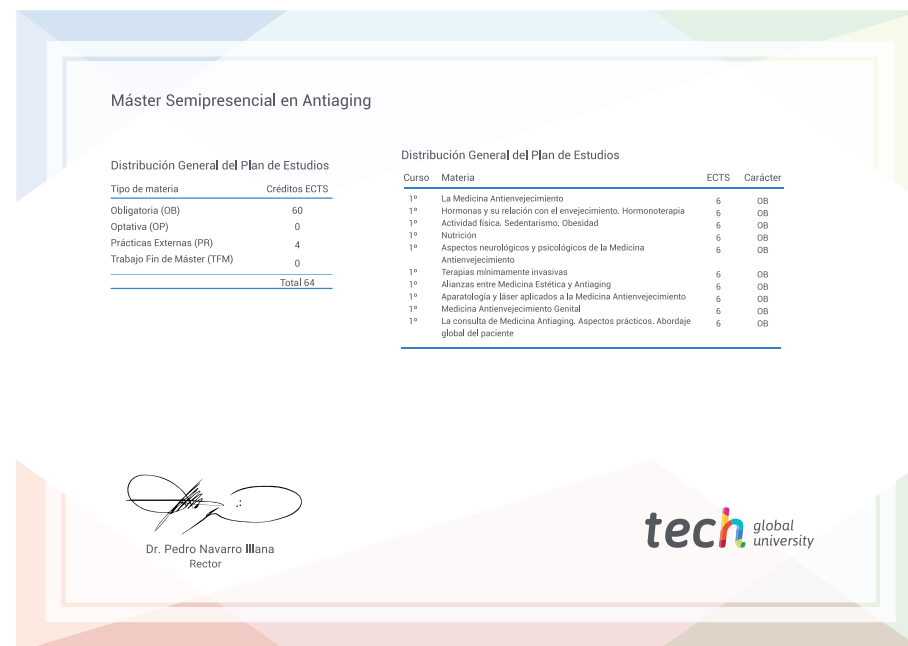 Máster Semipresencial en Antiaging
Distribución General del Plan de Estudios
Tipo de materia Créditos ECTS
Obligatoria (OB) 60
Optativa (OP) 0
Prácticas Externas (PR) 4
Trabajo Fin de Máster (TFM) 0
Total 64
Distribución General del Plan de Estudios
Curso Materia ECTS Carácter
1º La Medicina Antienvejecimiento 6 OB
1º Hormonas y su relación con el envejecimiento. Hormonoterapia 6 OB
1º Actividad física. Sedentarismo. Obesidad 6 OB
1º Nutrición 6 OB
1º Aspectos neurológicos y psicológicos de la Medicina 6 OB
Antienvejecimiento
1º Terapias mínimamente invasivas 6 OB
1º Alianzas entre Medicina Estética y Antiaging 6 OB
1º Aparatología y láser aplicados a la Medicina Antienvejecimiento 6 OB
1º Medicina Antienvejecimiento Genital 6 OB
1º La consulta de Medicina Antiaging. Aspectos prácticos. Abordaje 6 OB
global del paciente
Dr. Pedro Navarro Illana
Rector
tech global
university